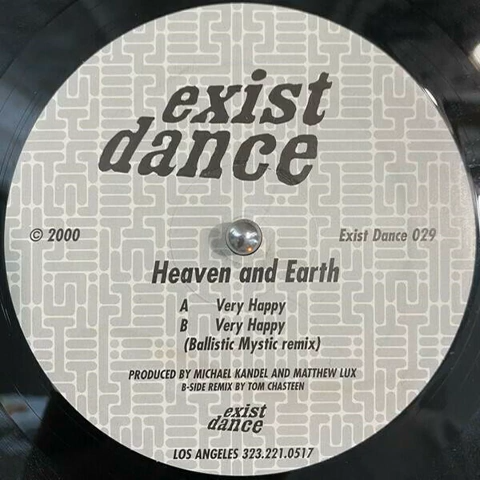 exist
dance
© 2000
Exist Dance 029
Heaven and Earth
A Very Happy
B Very Happy
(Ballistic Mystic remix)
PRODUCED BY MICHAEL KANDEL AND MATTHEW LUX
B-SIDE REMIX BY TOM CHASTEEN
exist
dance
LOS ANGELES 323.221.0517